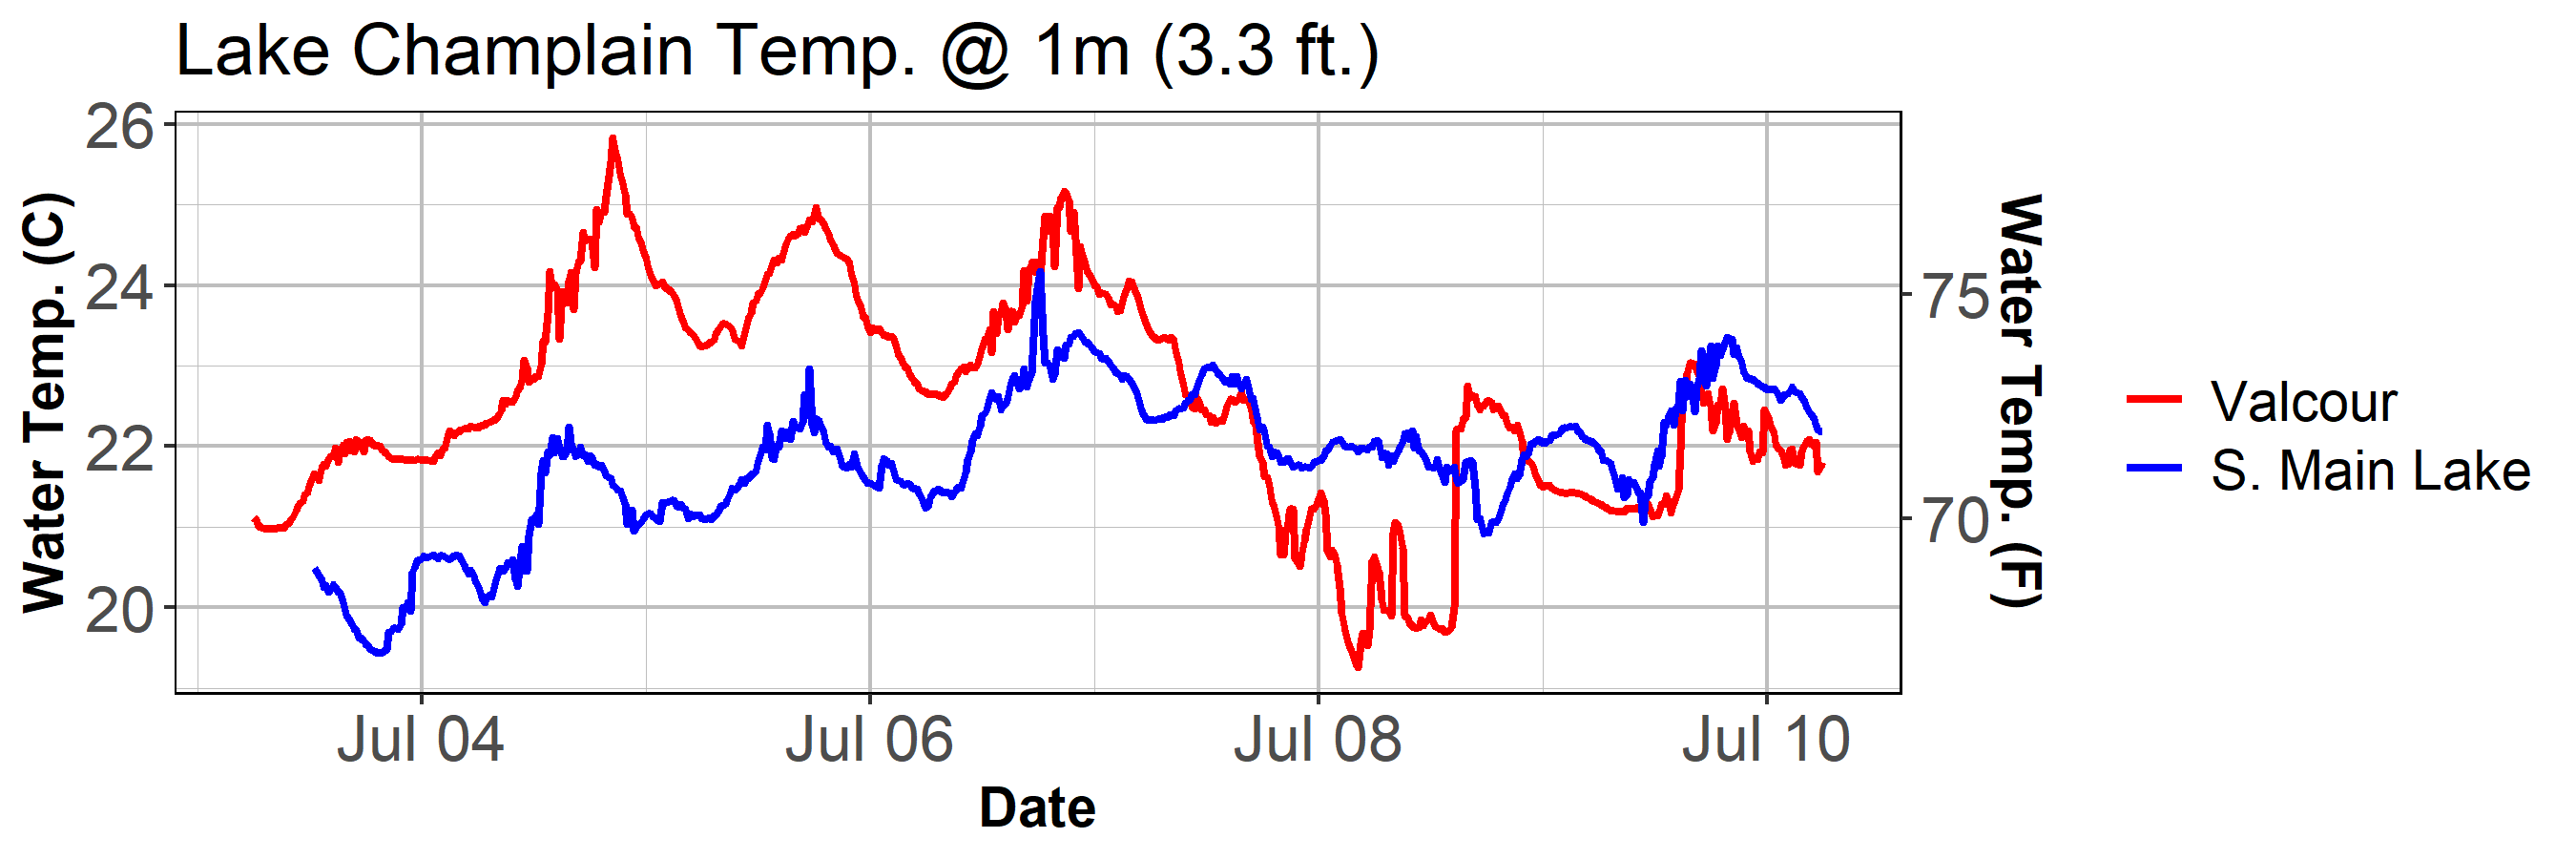 Lake Champlain Temp. @ 1m (3.3 ft.)
Water Temp. (C)
26
24
22
20
75
70
Water Temp. (F)
Jul 04
Jul 06
Jul 08
Jul 10
Date
Valcour
S. Main Lake